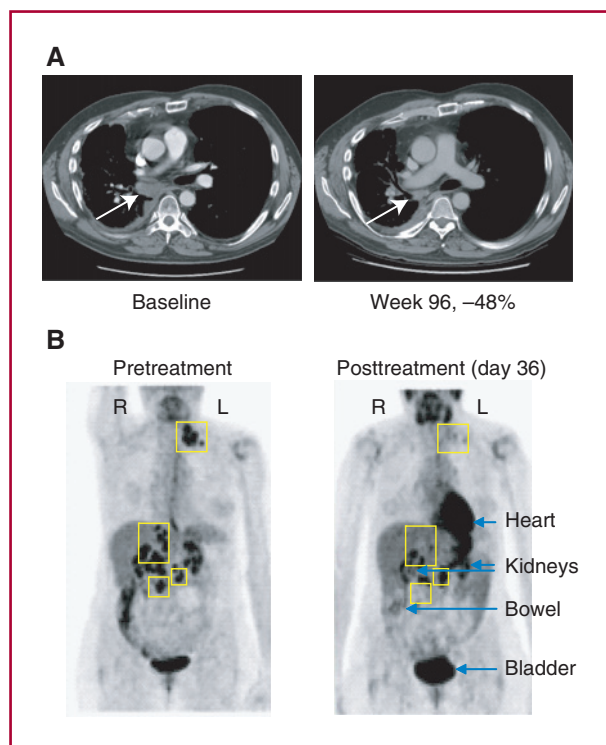 A
Baseline
Week 96, –48%
B
Pretreatment
Posttreatment (day 36)
R L
R L
Heart
Kidneys
Bowel
Bladder